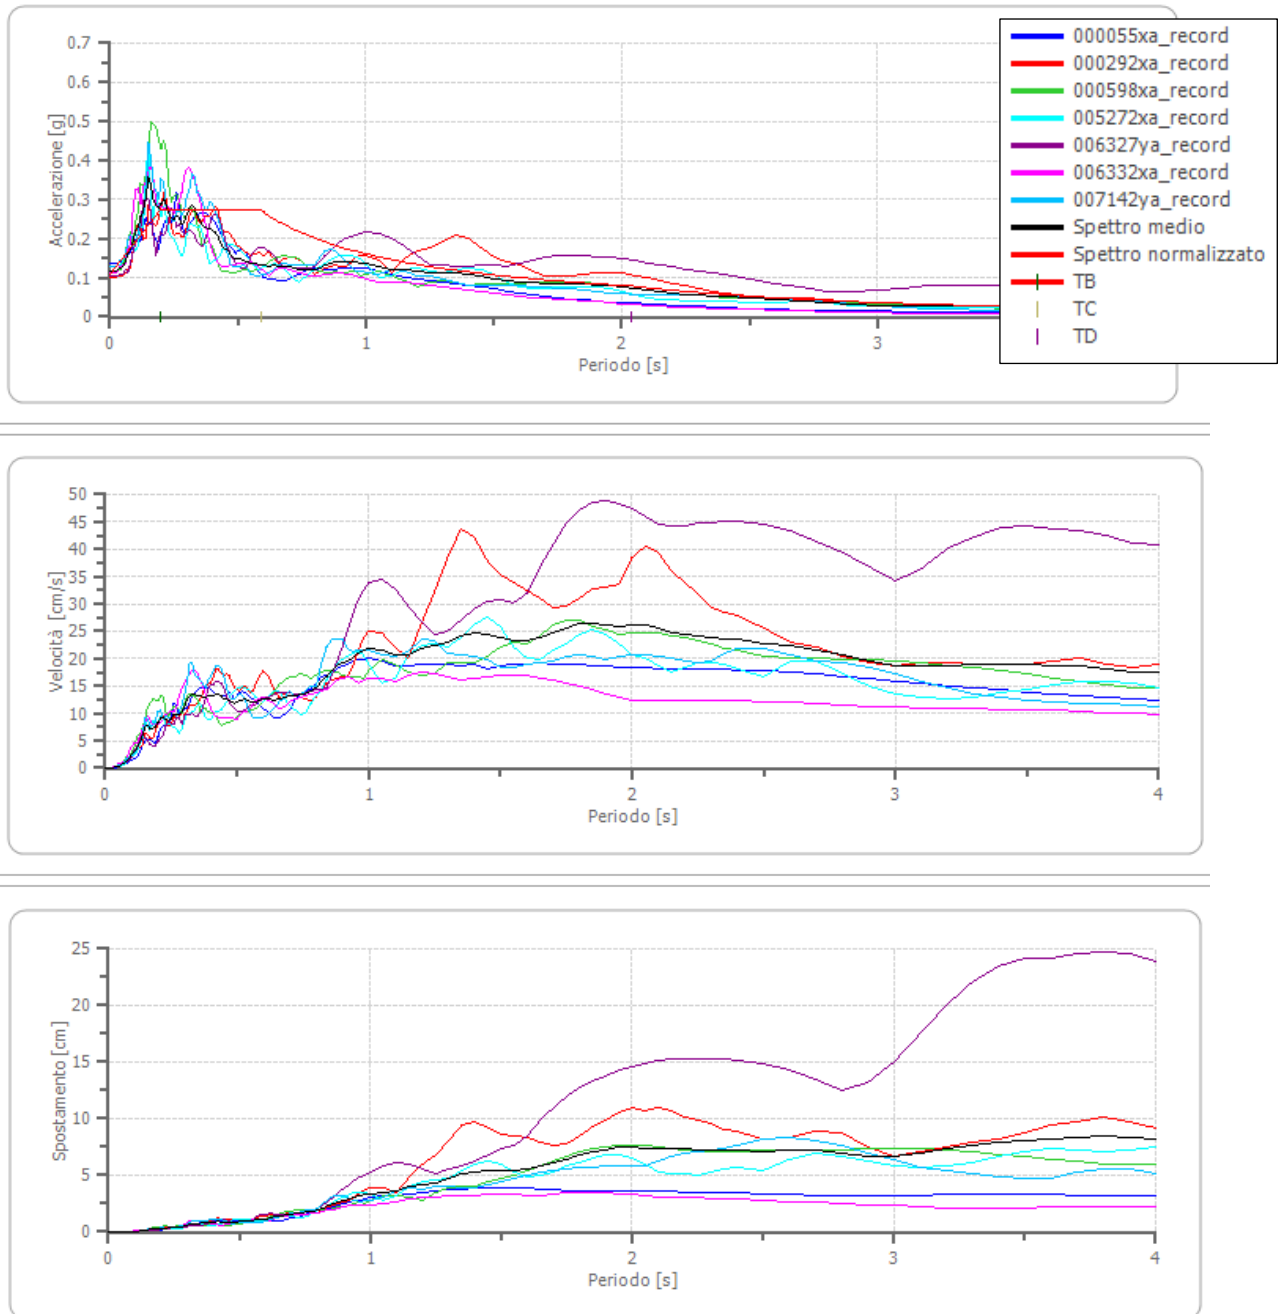 0.7
0.6
0.5
0.4
0.3
0.2
0.1
0
Accelerazione [g]
0 1 2 3
Periodo [s]
000055xa_record
000292xa_record
000598xa_record
005272xa_record
006327ya_record
006332xa_record
007142ya_record
Spettro medio
Spettro normalizzato
TB
TC
TD
50
45
40
35
30
25
20
15
10
5
0
Velocità [cm/s]
0 1 2 3 4
Periodo [s]
25
20
15
10
5
0
Spostamento [cm]
0 1 2 3 4
Periodo [s]